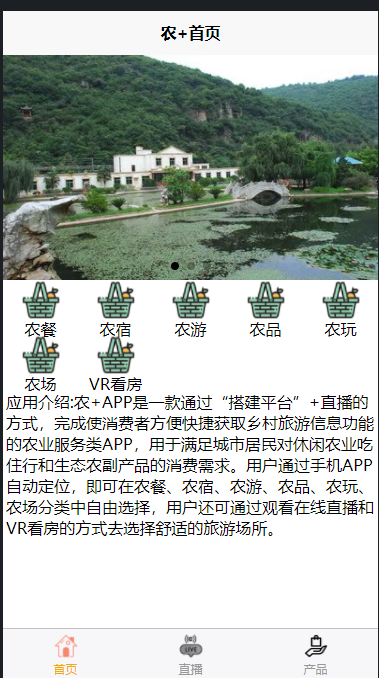 农+首页
农餐
农宿
农游
农品
农玩
农场
VR看房
应用介绍:农+APP是一款通过“搭建平台”+直播的
方式，完成使消费者方便快捷获取乡村旅游信息功能
的农业服务类APP，用于满足城市居民对休闲农业吃
住行和生态农副产品的消费需求。用户通过手机APP
自动定位，即可在农餐、农宿、农游、农品、农玩、
农场分类中自由选择，用户还可通过观看在线直播和
VR看房的方式去选择舒适的旅游场所。
LIVE
首页
直播
产品